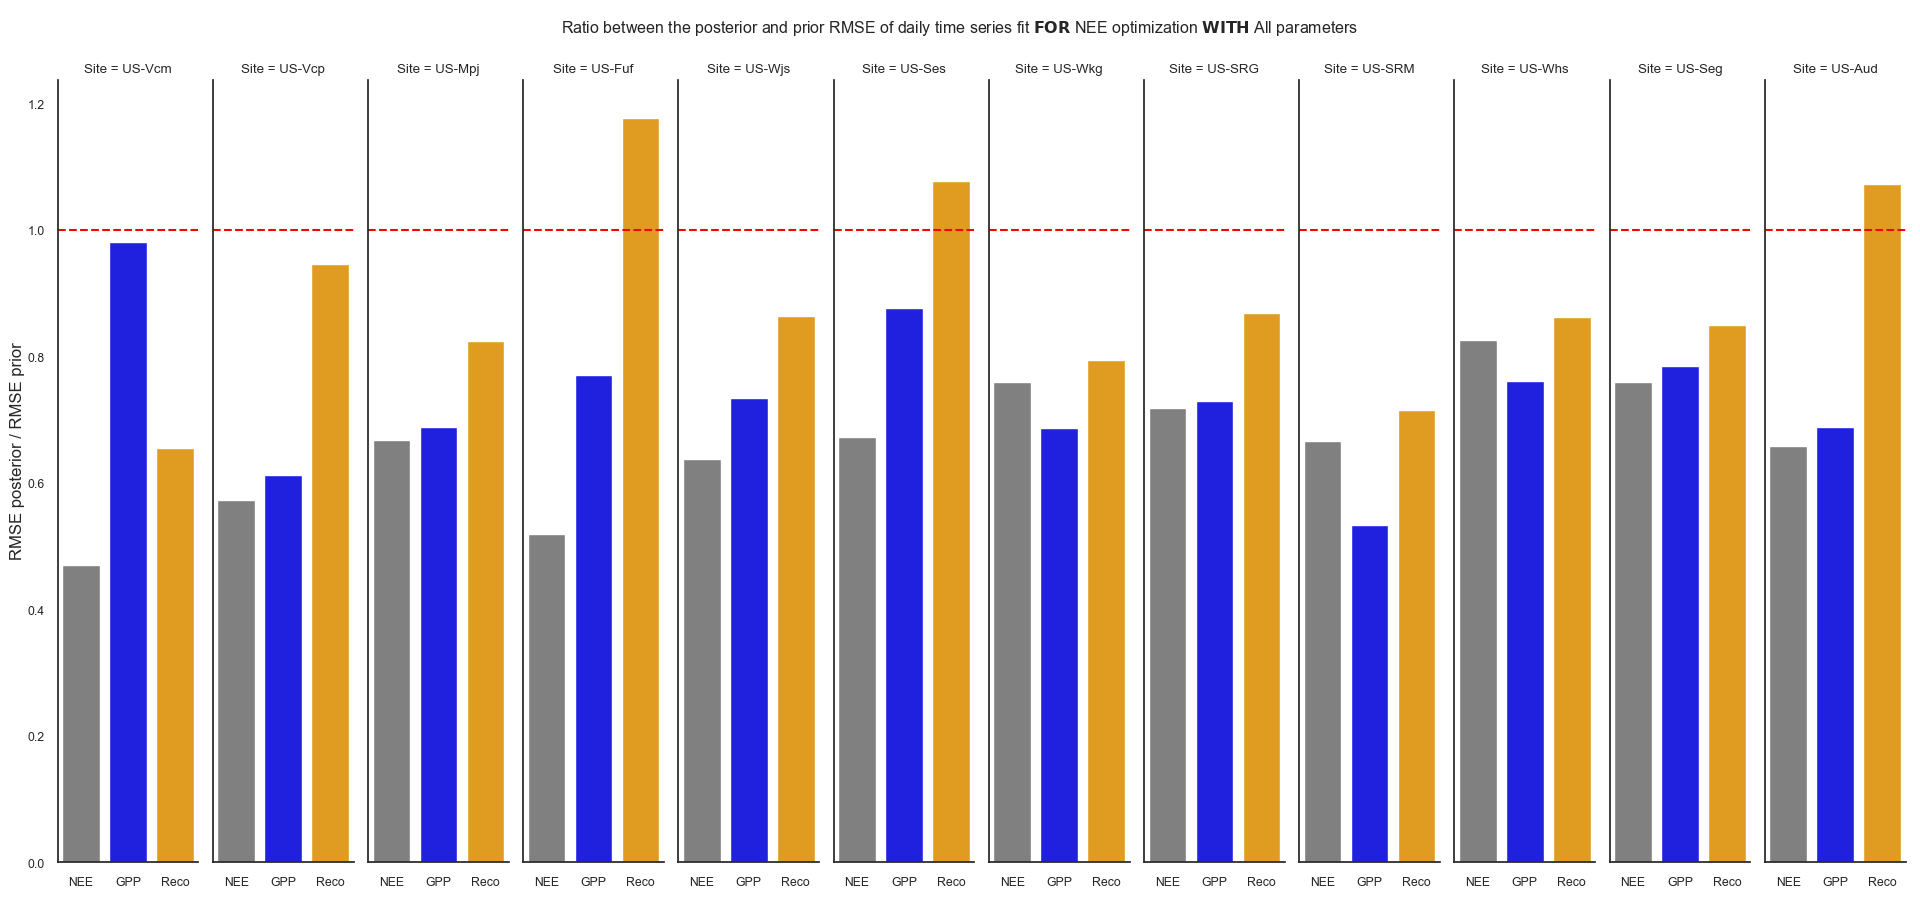 Ratio between the posterior and prior RMSE of daily time series fit FOR NEE optimization WITH All parameters
Site = US-Vcm Site = US-Vcp Site = US-Mpj Site = US-Fuf Site = US-Wjs Site = US-Ses Site = US-Wkg Site = US-SRG Site = US-SRM Site = US-Whs Site = US-Seg Site = US-Aud
1.2
1.0
0.8
0.6
0.4
0.2
0.0
RMSE posterior / RMSE prior
NEE GPP Reco NEE GPP Reco NEE GPP Reco NEE GPP Reco NEE GPP Reco NEE GPP Reco NEE GPP Reco NEE GPP Reco NEE GPP Reco NEE GPP Reco NEE GPP Reco NEE GPP Reco